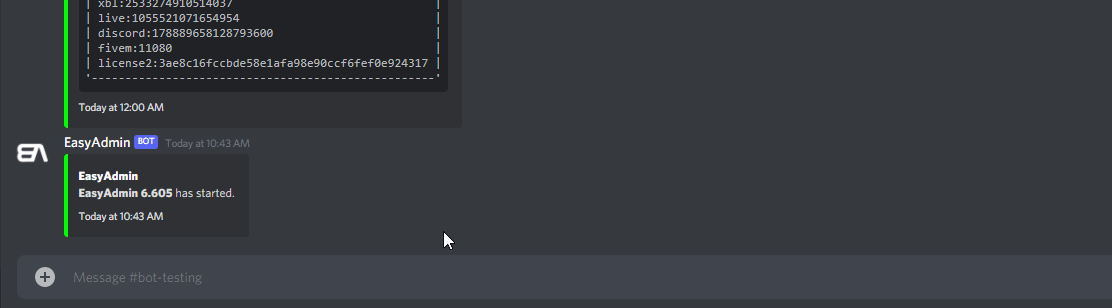 | xbl:2533274910514037 |
| live:1055521071654954 |
| discord:178889658128793600 |
| fivem:11080 |
| license2:3ae8c16fccbde58e1afa98e90ccf6fef0e924317 |
'---------------------------------------------------'
Today at 12:00 AM
EasyAdmin BOT Today at 10:43 AM
EasyAdmin
EasyAdmin 6.605 has started.
Today at 10:43 AM
Message #bot-testing